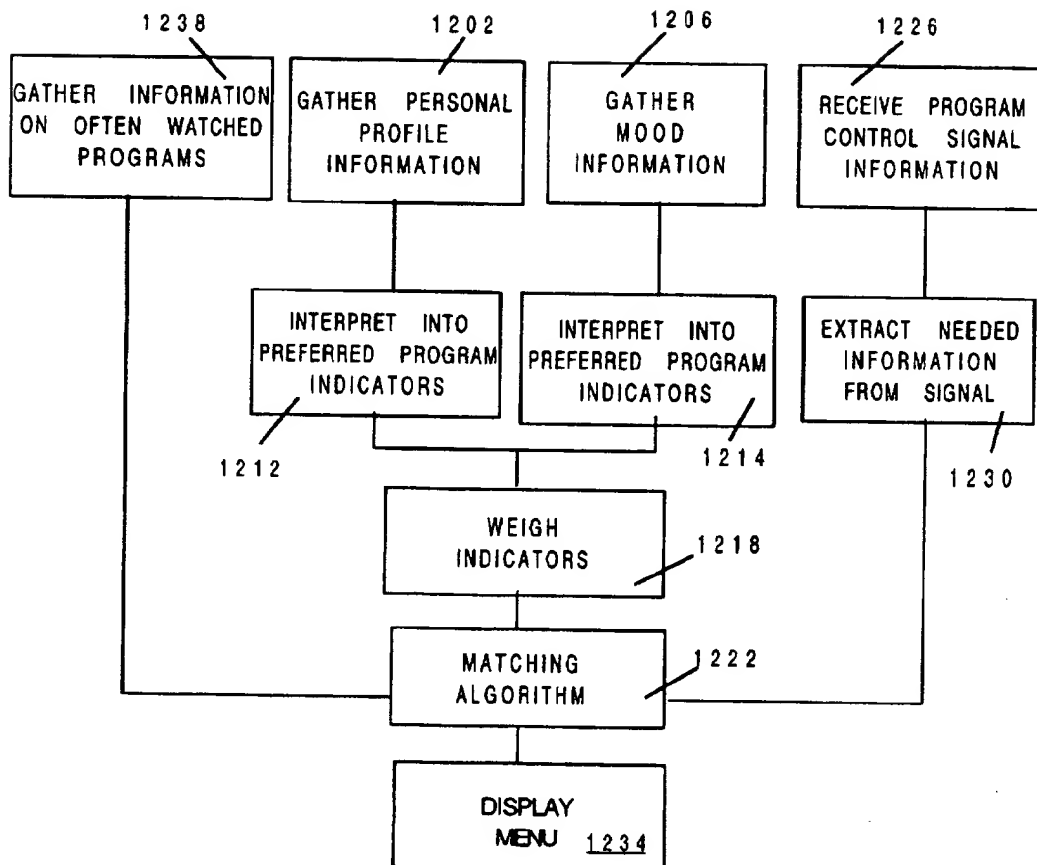 1238
1202
1206
1226
GATHER INFORMATION
ON OFTEN WATCHED
PROGRAMS
GATHER PERSONAL
PROFILE
INFORMATION
GATHER
MOOD
INFORMATION
RECEIVE PROGRAM
CONTROL SIGNAL
INFORMATION
INTERPRET INTO
PREFERRED PROGRAM
INDICATORS
INTERPRET INTO
PREFERRED PROGRAM
INDICATORS
EXTRACT NEEDED
INFORMATION
FROM SIGNAL
1212
1214
1230
WEIGH
INDICATORS
1218
MATCHING
ALGORITHM
1222
DISPLAY
MENU 1234